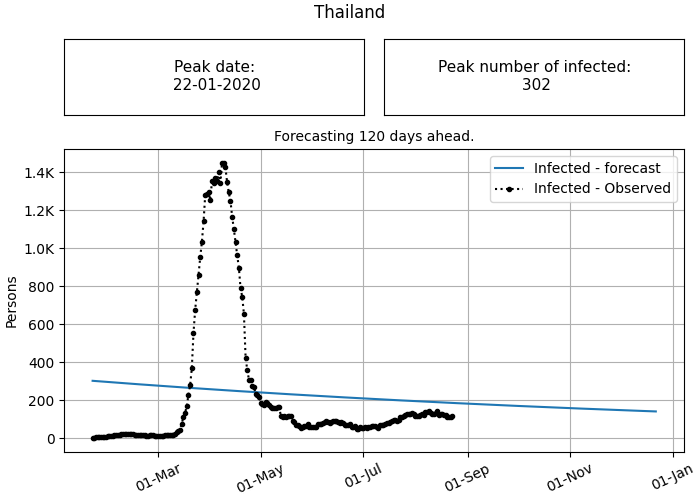 Thailand
Peak date:
22-01-2020
Peak number of infected:
302
Forecasting 120 days ahead.
Infected - forecast
Infected - Observed
Persons
1.4K
1.2K
1.0K
800
600
400
200
0
01-Mar
01-May
01-Jul
01-Sep
01-Nov
01-Jan